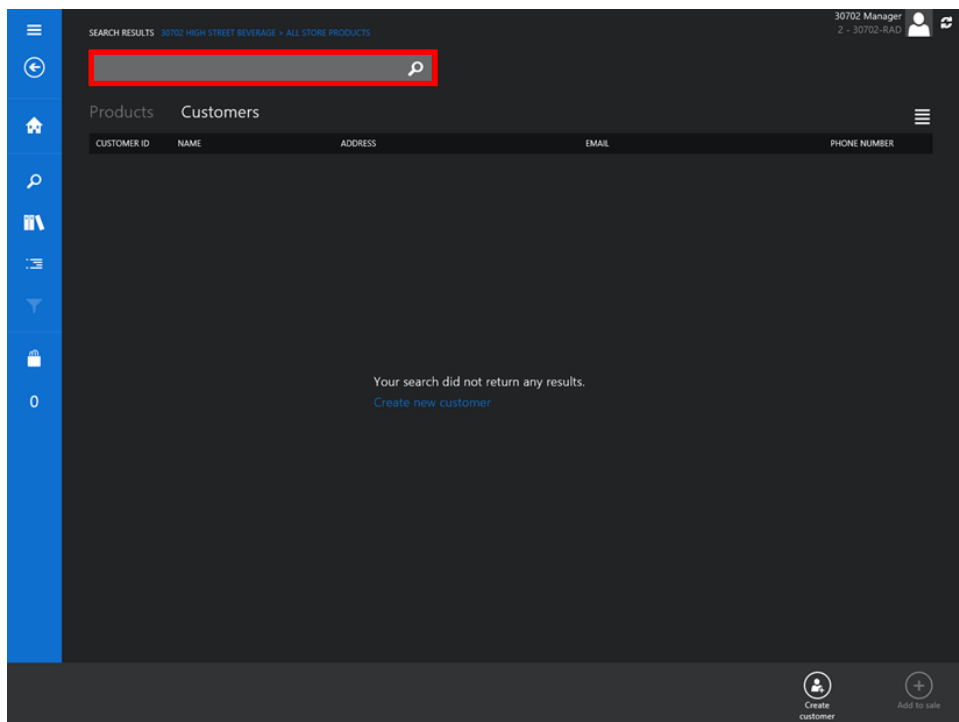 30702 Manager
SEARCH RESULTS 30702 HIGH STREET BEVERAGE > ALL STORE PRODUCTS
2 - 30702-RAD
Products Customers
CUSTOMER ID NAME ADDRESS EMAIL PHONE NUMBER
Your search did not return any results.
Create new customer
0
Create
customer
Add to sale